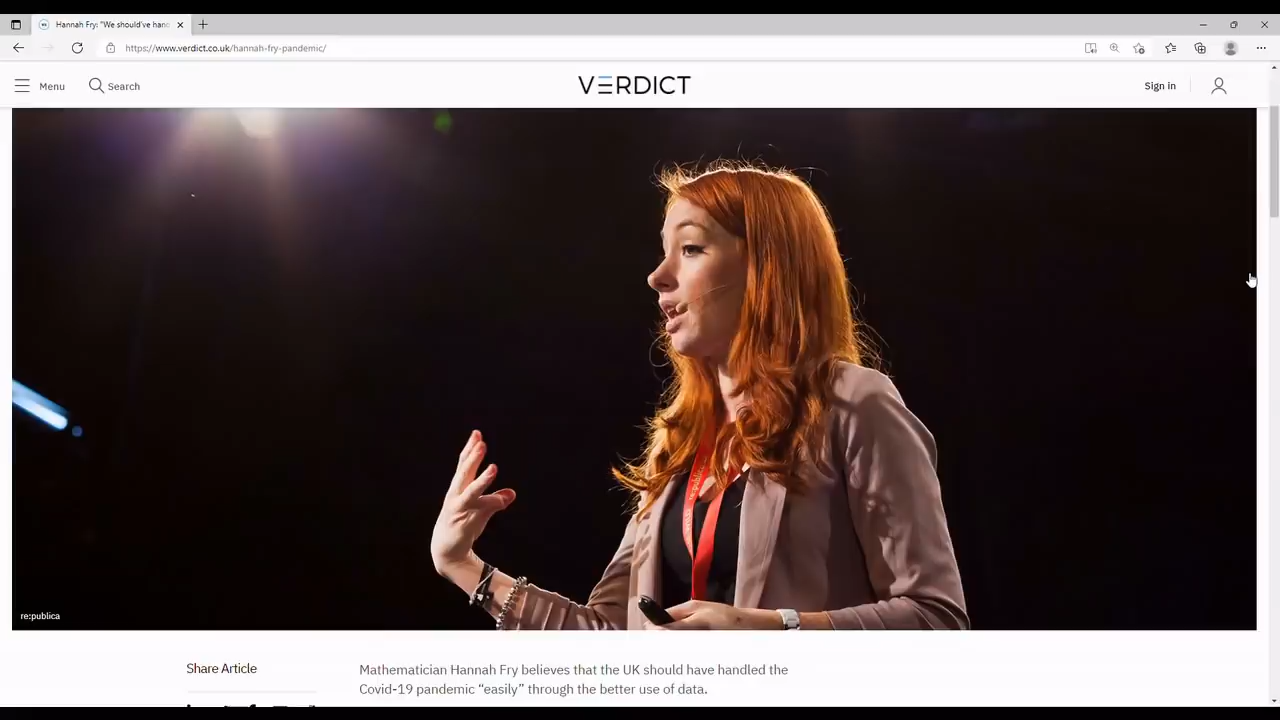 Hannah Fry: "We should've hand
https://www.verdict.co.uk/hannah-fry-pandemic/
Menu
Search
VERDICT
Sign in
re:publica
Share Article
Mathematician Hannah Fry believes that the UK should have handled the
Covid-19 pandemic “easily” through the better use of data.